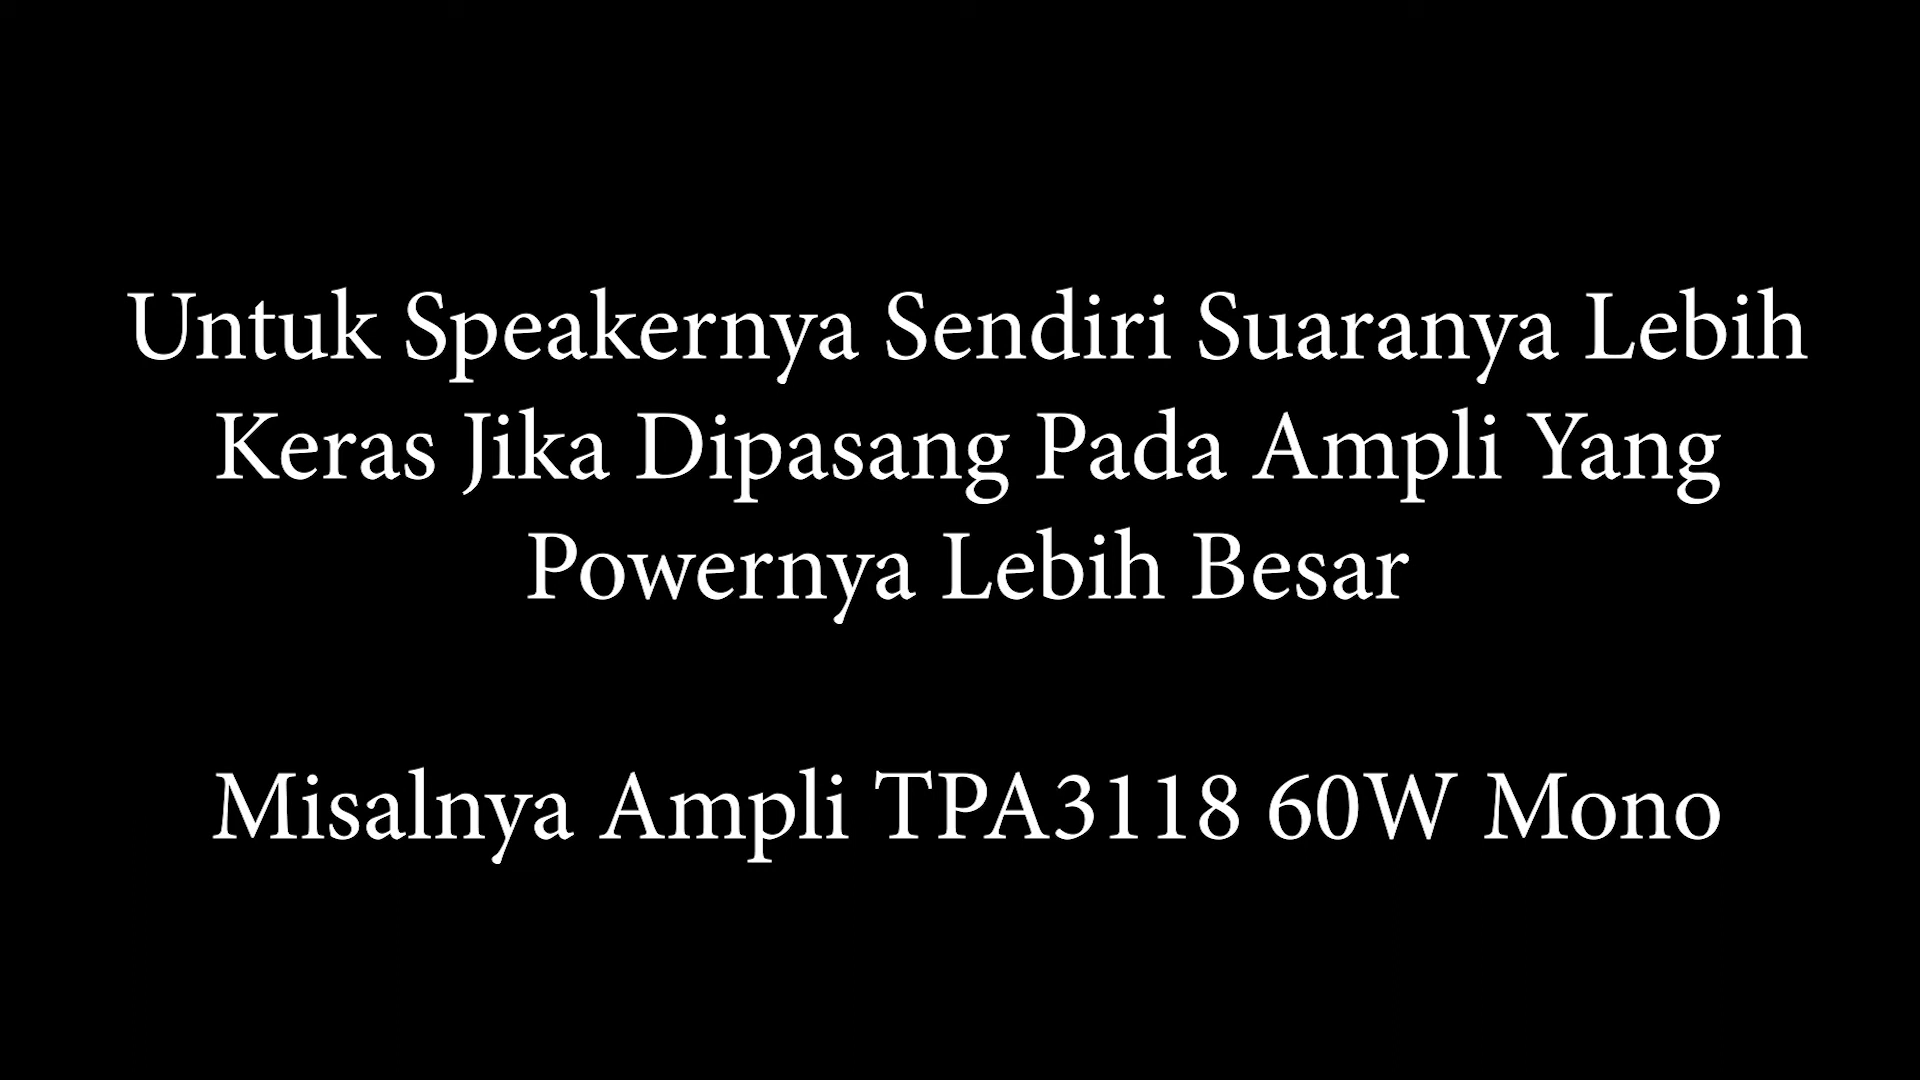 Untuk Speakernya Sendiri Suaranya Lebih
Keras Jika Dipasang Pada Ampli Yang
Powernya Lebih Besar
Misalnya Ampli TPA3118 60W Mono